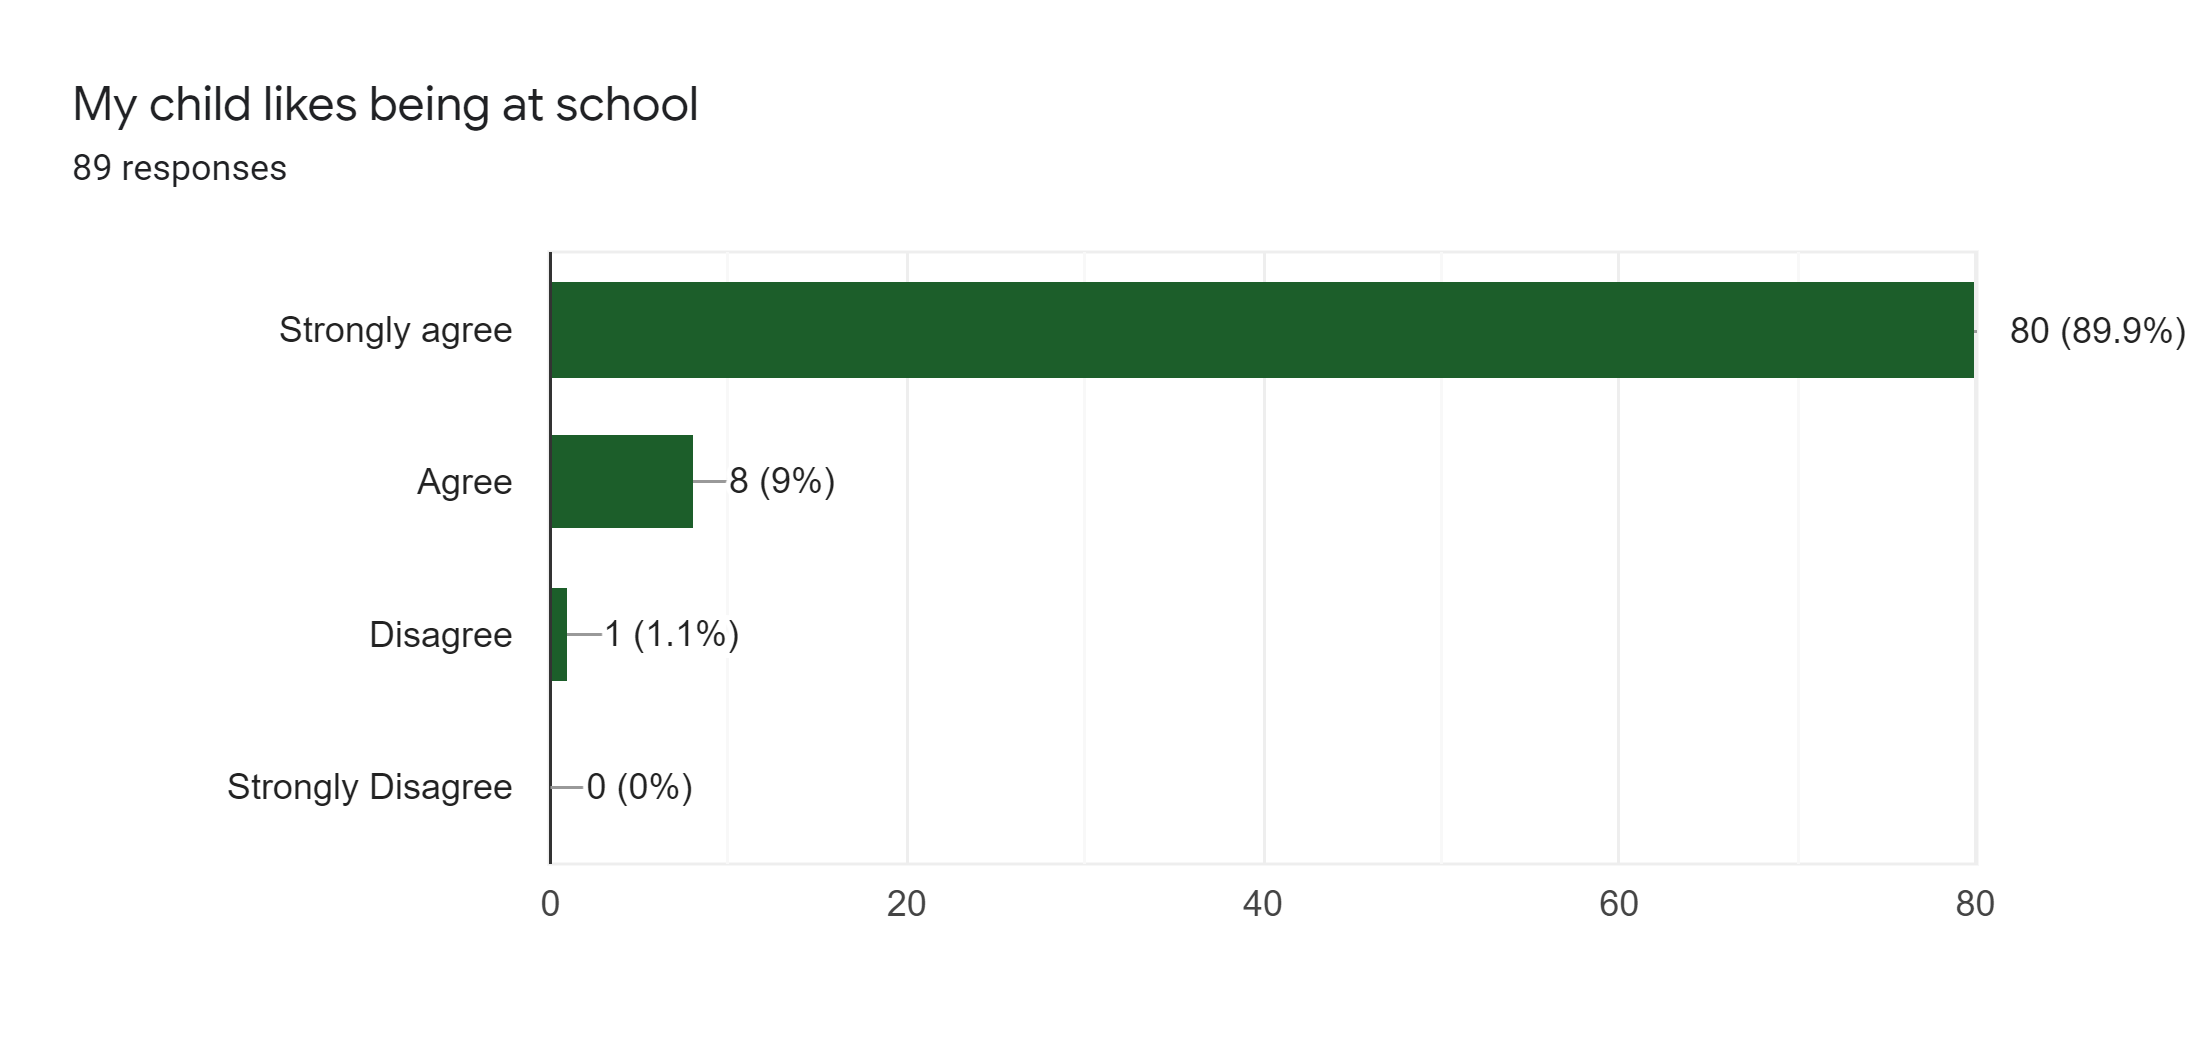 My child likes being at school
89 responses
Strongly agree 80 (89.9%)
Agree 8 (9%)
Disagree 1 (1.1%)
Strongly Disagree 0 (0%)
0 20 40 60 80